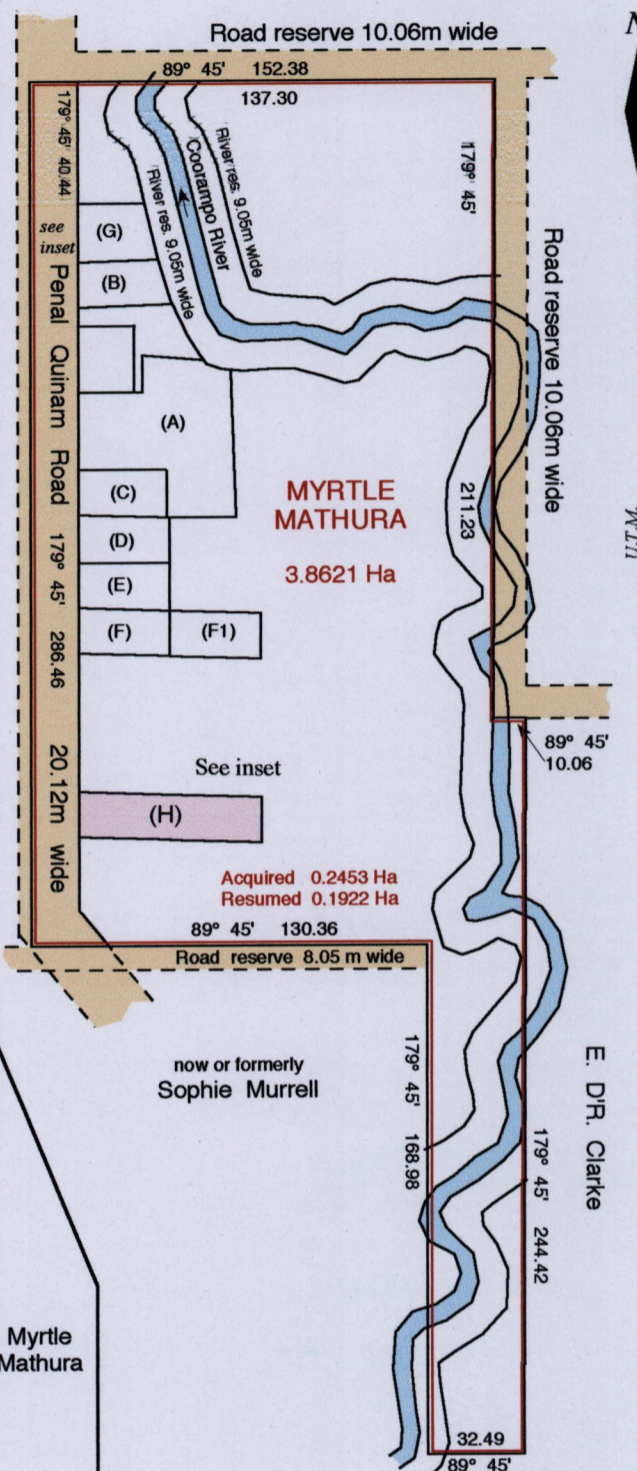 N
Road reserve 10.06m wide
89° 45' 152.38
137.30
179° 45' 40.44
River res. 9.05m wide
Coorampo River
River res. 9.05m wide
179° 45'
see
inset
(G)
(B)
Road reserve 10.06m wide
Penal Quinam Road
(A)
(C)
MYRTLE
MATHURA
3.8621 Ha
211.23
UTM
(D)
(E)
(F)
(F1)
179° 45' 286.46
89° 45'
10.06
20.12m wide
See inset
(H)
Acquired 0.2453 Ha
Resumed 0.1922 Ha
89° 45' 130.36
Road reserve 8.05 m wide
now or formerly
Sophie Murrell
179° 45' 168.98
E. D'R. Clarke
179° 45' 244.42
Myrtle
Mathura
32.49
89° 45'